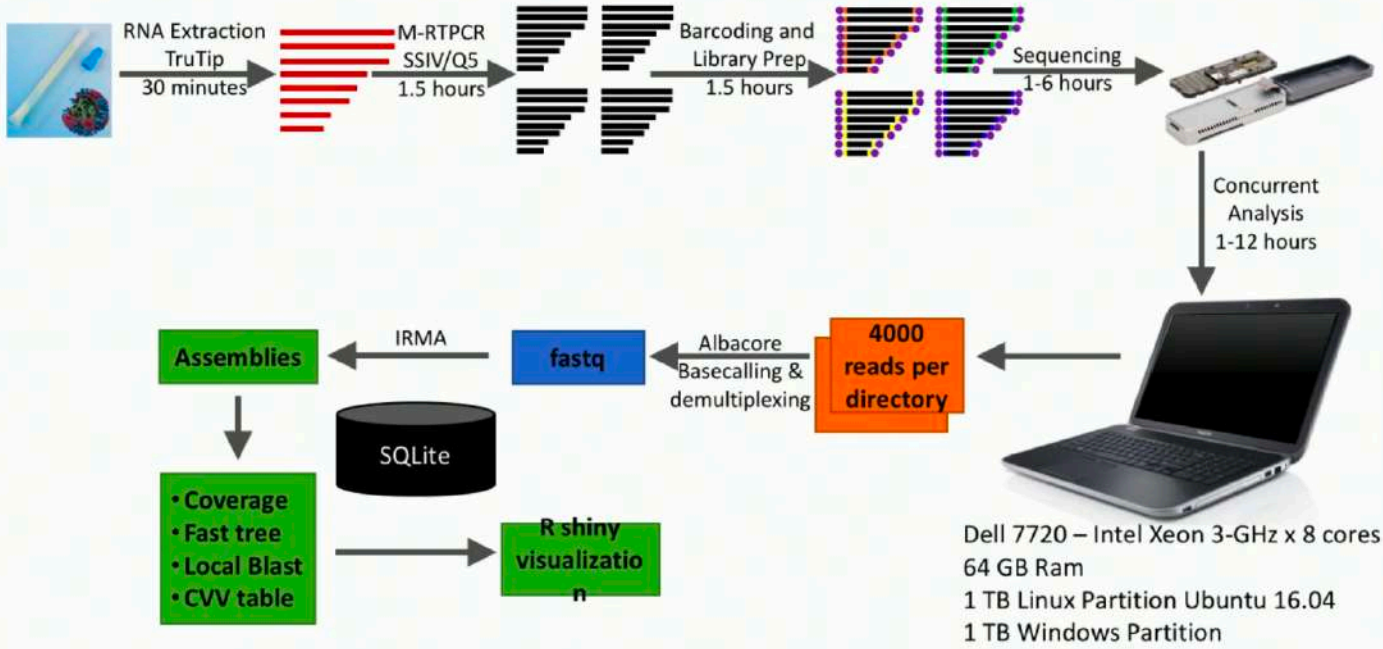 RNA Extraction
TruTip
30 minutes
M-RTPCR
SSIV/Q5
1.5 hours
Barcoding and
Library Prep
1.5 hours
Sequencing
1-6 hours
Concurrent
Analysis
1-12 hours
4000
reads per
directory
Albacore
Basecalling &
demultiplexing
fastq
IRMA
Assemblies
SQLite
• Coverage
• Fast tree
• Local Blast
• CVV table
R shiny
visualizatio
n
Dell 7720 – Intel Xeon 3-GHz x 8 cores
64 GB Ram
1 TB Linux Partition Ubuntu 16.04
1 TB Windows Partition